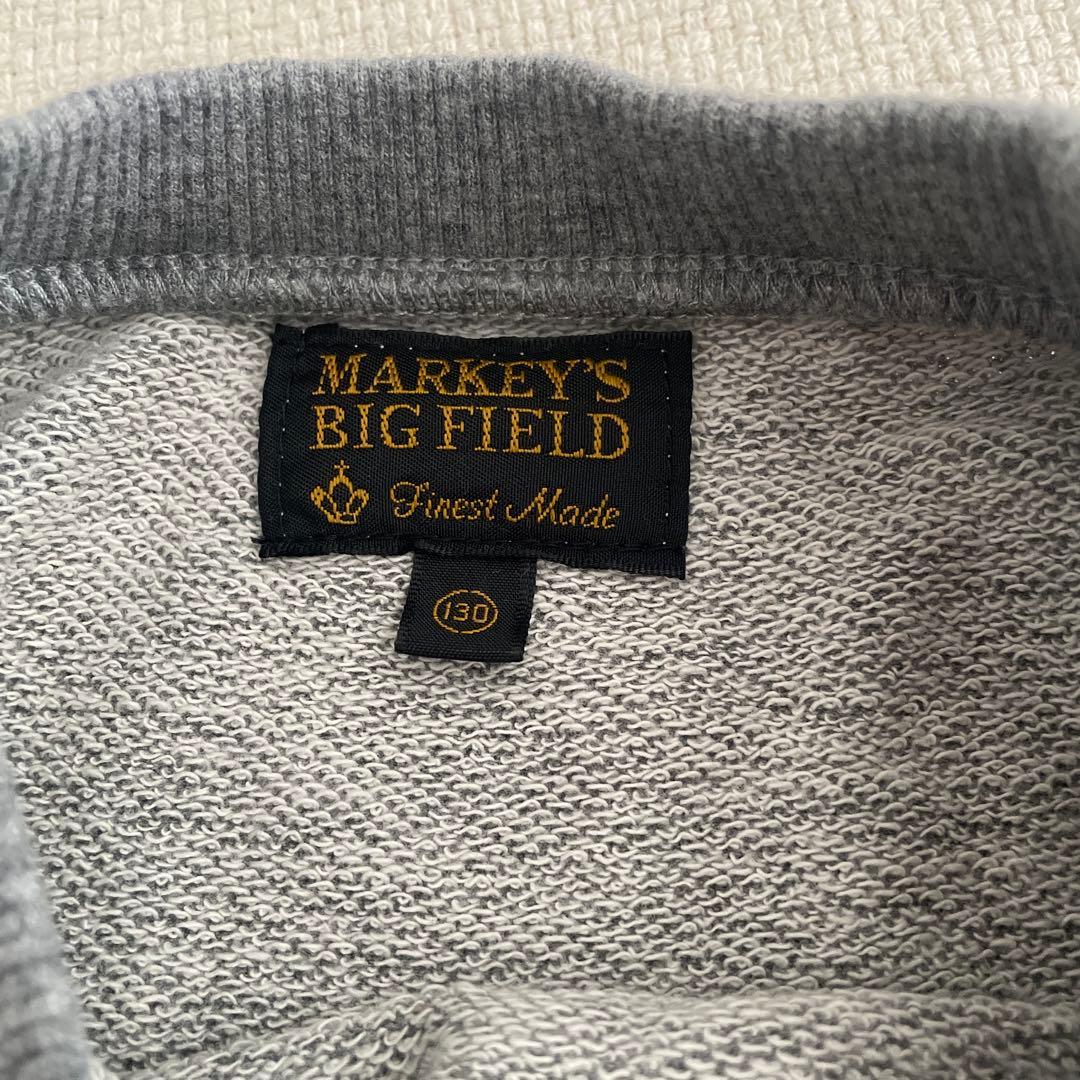 MARKEY'S
BIG FIELD
Finest Made
130